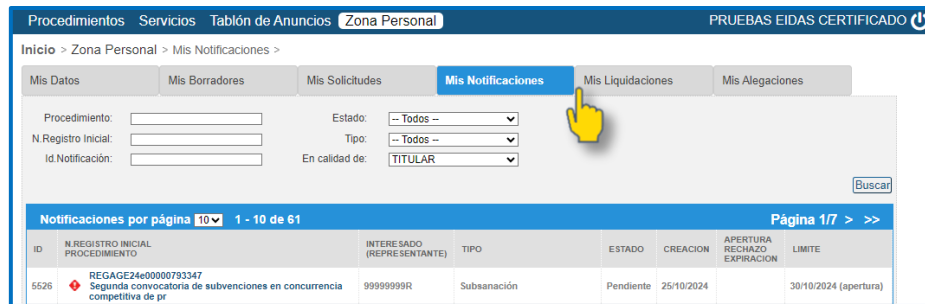 Procedimientos Servicios Tablón de Anuncios Zona Personal PRUEBAS EIDAS CERTIFICADO
Inicio > Zona Personal > Mis Notificaciones >
Mis Datos Mis Borradores Mis Solicitudes Mis Notificaciones Mis Liquidaciones Mis Alegaciones
Procedimiento: Estado: -- Todos --
N.Registro Inicial: Tipo: -- Todos --
Id.Notificación: En calidad de: TITULAR
Buscar
Notificaciones por página 10 1 - 10 de 61 Página 1/7 > >>
ID N.REGISTRO INICIAL PROCEDIMIENTO INTERESADO (REPRESENTANTE) TIPO ESTADO CREACION APERTURA RECHAZO EXPIRACION LIMITE
REGAGE24e00000793347
5526 Segunda convocatoria de subvenciones en concurrencia 99999999R Subsanación Pendiente 25/10/2024 30/10/2024 (apertura)
competitiva de pr